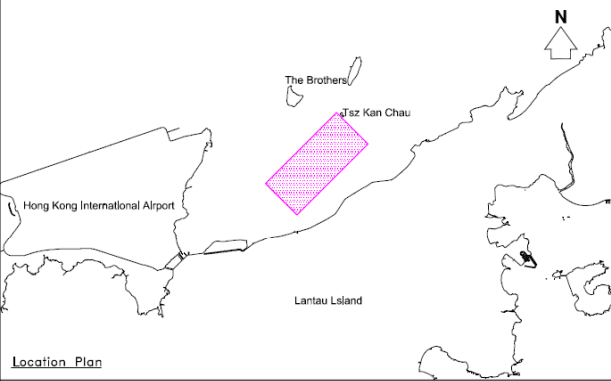 N
The Brothers
Tsz Kan Chau
Hong Kong International Airport
Lantau Lsland
Location Plan